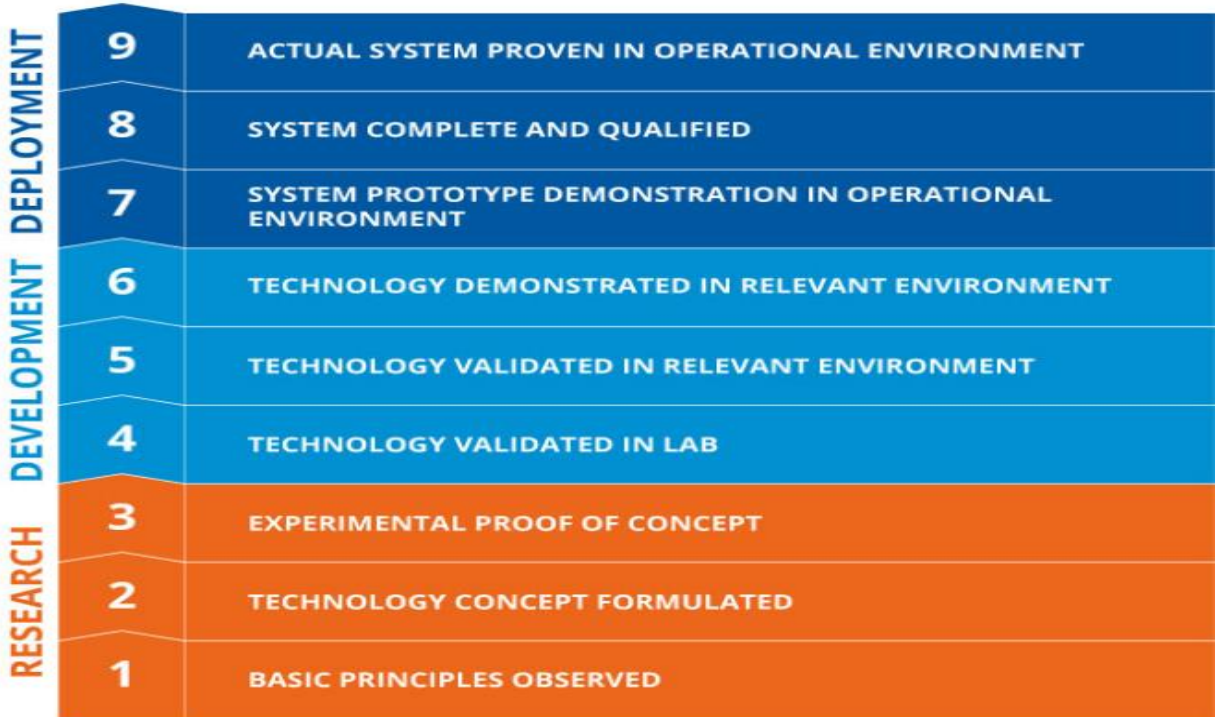 DEPLOYMENT
9
ACTUAL SYSTEM PROVEN IN OPERATIONAL ENVIRONMENT
8
SYSTEM COMPLETE AND QUALIFIED
7
SYSTEM PROTOTYPE DEMONSTRATION IN OPERATIONAL
ENVIRONMENT
DEVELOPMENT
6
TECHNOLOGY DEMONSTRATED IN RELEVANT ENVIRONMENT
5
TECHNOLOGY VALIDATED IN RELEVANT ENVIRONMENT
4
TECHNOLOGY VALIDATED IN LAB
RESEARCH
3
EXPERIMENTAL PROOF OF CONCEPT
2
TECHNOLOGY CONCEPT FORMULATED
1
BASIC PRINCIPLES OBSERVED